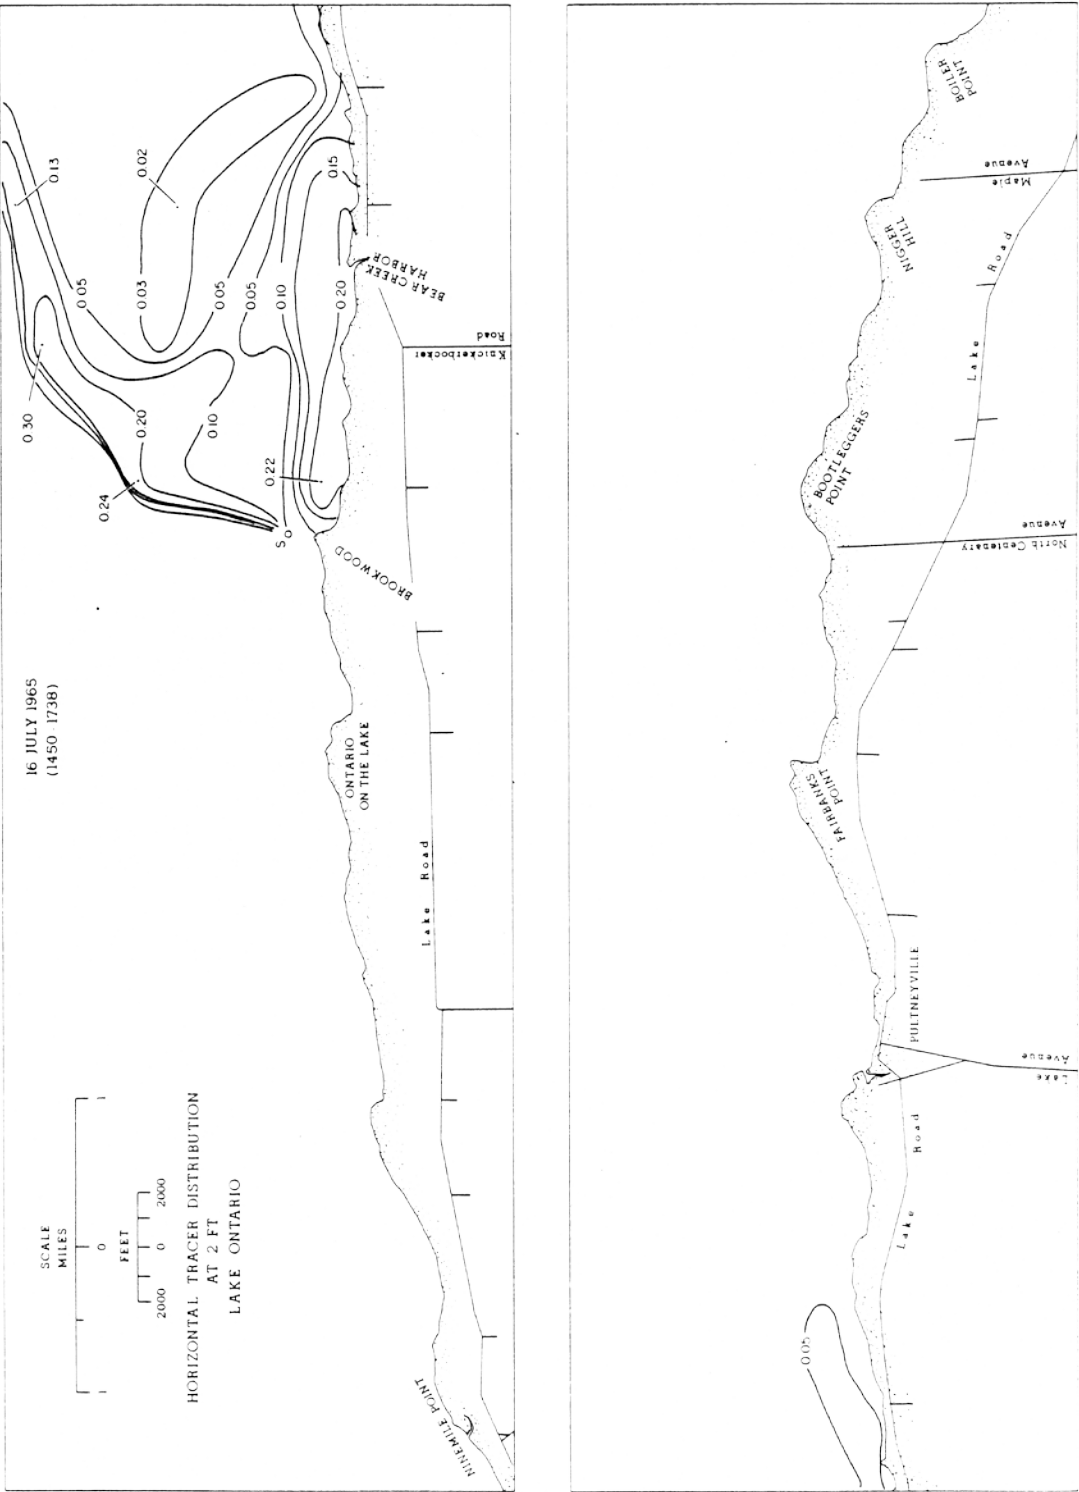 16 JULY 1965
(1450-1738)
SCALE
MILES
1 0 1
FEET
2000 0 2000
HORIZONTAL TRACER DISTRIBUTION
AT 2 FT
LAKE ONTARIO
0.30
0.13
0.05
0.02
0.03
0.05
0.05
0.10
0.15
0.20
0.24
0.20
0.10
0.22
S
BROOKWOOD
BEAR CREEK
HARBOR
Knickerbocker
Road
ONTARIO
ON THE LAKE
Lake Road
NINEMILE POINT
0.05
Lake Road
Lake
Avenue
PULTNEYVILLE
FAIRBANKS
POINT
North Centenary
Avenue
BOOTLEGGERS
POINT
Lake Road
NIGGER
HILL
Maple
Avenue
BOILER
POINT